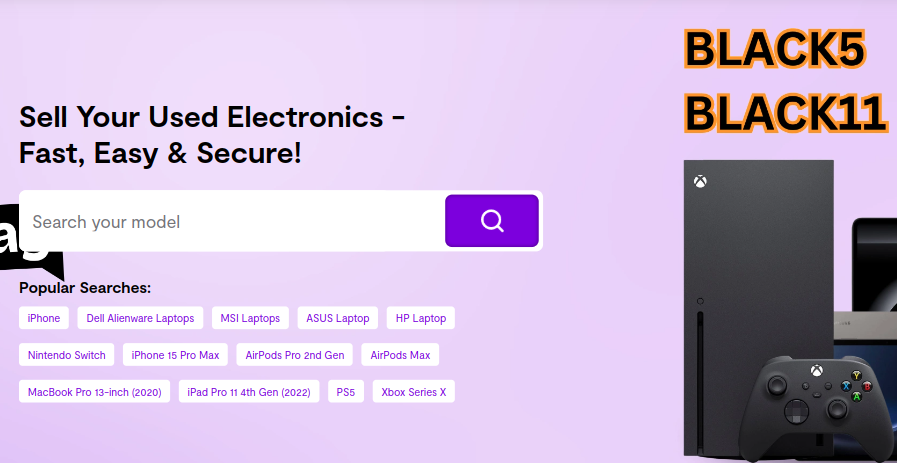 BLACK5
BLACK11
Sell Your Used Electronics -
Fast, Easy & Secure!
Search your model
Popular Searches:
iPhone Dell Alienware Laptops MSI Laptops ASUS Laptop HP Laptop
Nintendo Switch iPhone 15 Pro Max AirPods Pro 2nd Gen AirPods Max
MacBook Pro 13-inch (2020) iPad Pro 11 4th Gen (2022) PS5 Xbox Series X
Y
X B
A